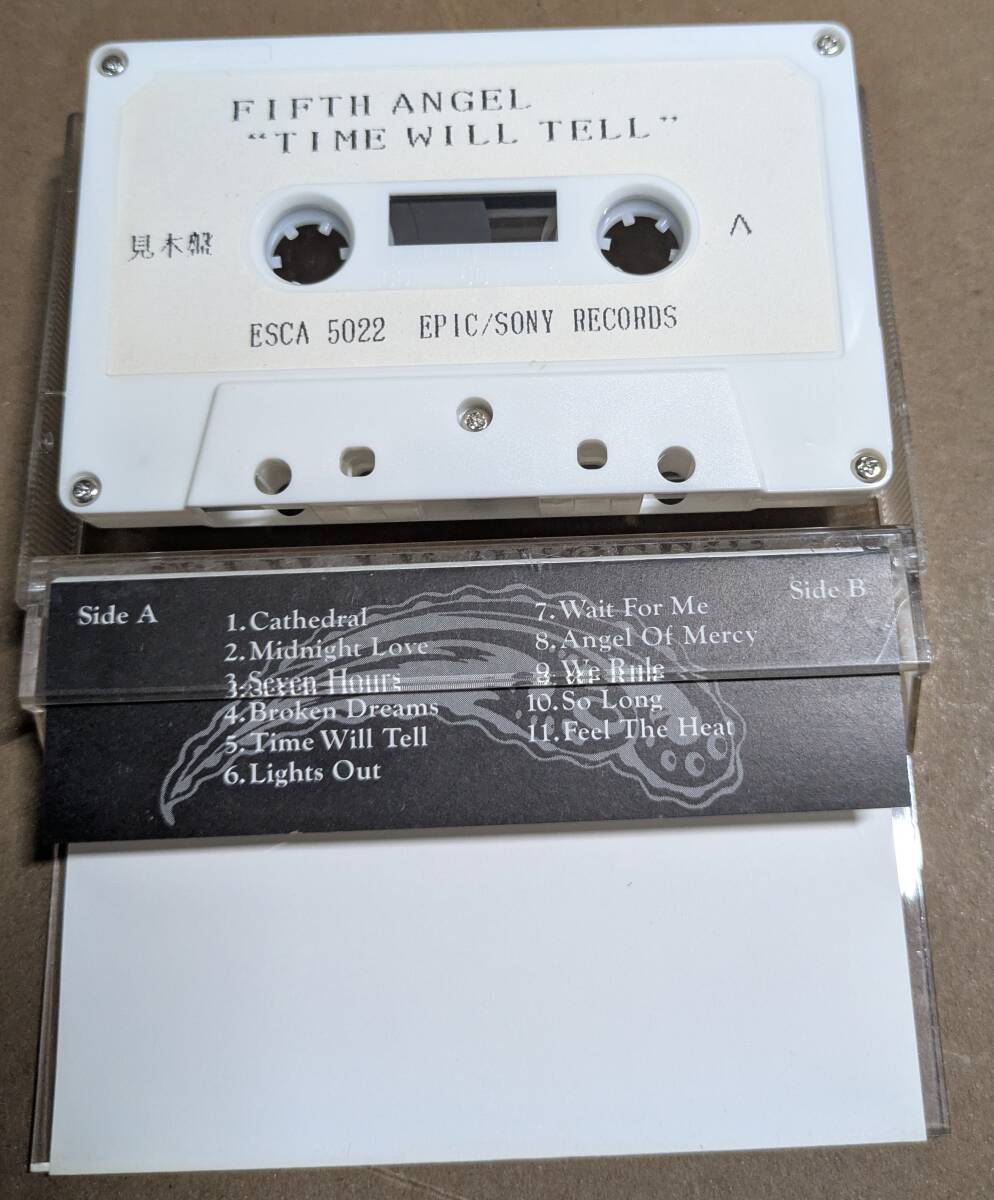 FIFTH ANGEL
“TIME WILL TELL”
見本盤
A
ESCA 5022 EPIC/SONY RECORDS
Side A
1.Cathedral
2.Midnight Love
3.Seven Hours
4.Broken Dreams
5.Time Will Tell
6.Lights Out
Side B
7.Wait For Me
8.Angel Of Mercy
9.We Rule
10.So Long
11.Feel The Heat